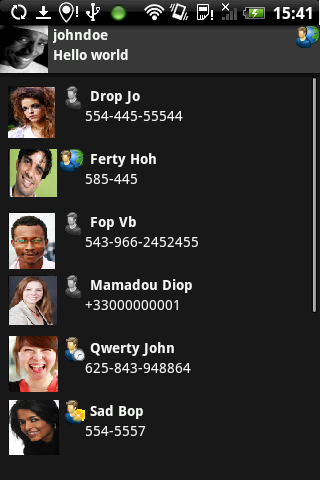 15:41
johndoe
Hello world
Drop Jo
554-445-55544
Ferty Hoh
585-445
Fop Vb
543-966-2452455
Mamadou Diop
+33000000001
Qwerty John
625-843-948864
Sad Bop
554-5557